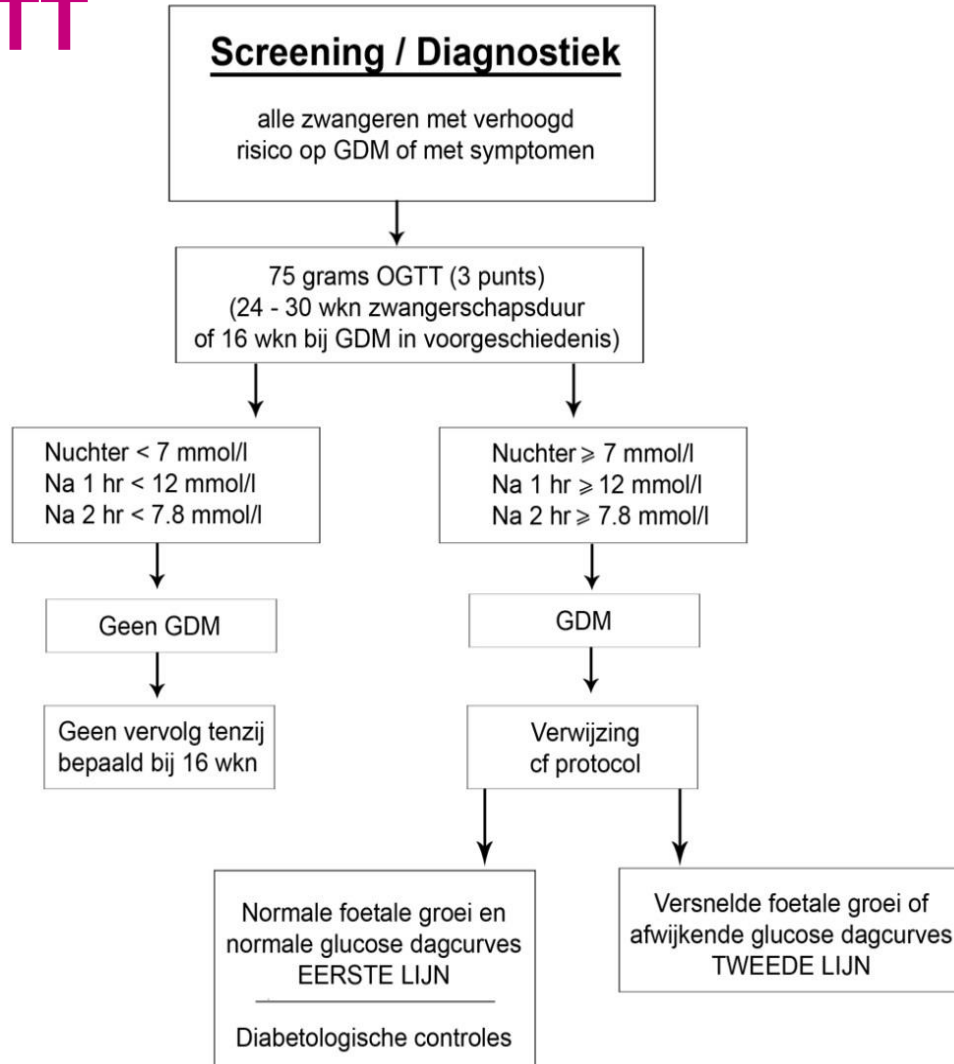 TT
Screening / Diagnostiek
alle zwangeren met verhoogd
risico op GDM of met symptomen
75 grams OGTT (3 punts)
(24 - 30 wkn zwangerschapsduur
of 16 wkn bij GDM in voorgeschiedenis)
Nuchter < 7 mmol/l
Na 1 hr < 12 mmol/l
Na 2 hr < 7.8 mmol/l
Nuchter ⩾ 7 mmol/l
Na 1 hr ⩾ 12 mmol/l
Na 2 hr ⩾ 7.8 mmol/l
Geen GDM
GDM
Geen vervolg tenzij
bepaald bij 16 wkn
Verwijzing
cf protocol
Normale foetale groei en
normale glucose dagcurves
EERSTE LIJN
Diabetologische controles
Versnelde foetale groei of
afwijkende glucose dagcurves
TWEEDE LIJN